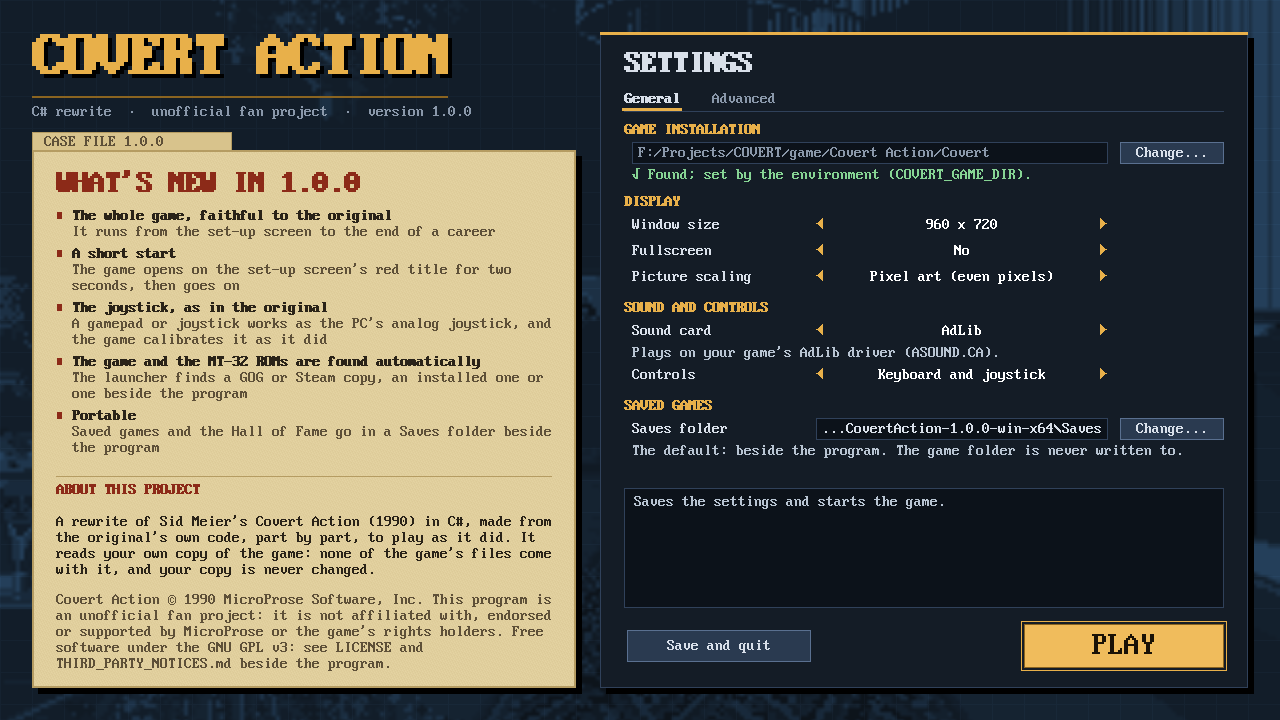 COVERT ACTION
C# rewrite · unofficial fan project · version 1.0.0
CASE FILE 1.0.0
WHAT'S NEW IN 1.0.0
The whole game, faithful to the original
It runs from the set-up screen to the end of a career
A short start
The game opens on the set-up screen's red title for two
seconds, then goes on
The joystick, as in the original
A gamepad or joystick works as the PC's analog joystick, and
the game calibrates it as it did
The game and the MT-32 ROMs are found automatically
The launcher finds a GOG or Steam copy, an installed one or
one beside the program
Portable
Saved games and the Hall of Fame go in a Saves folder beside
the program
ABOUT THIS PROJECT
A rewrite of Sid Meier's Covert Action (1990) in C#, made from
the original's own code, part by part, to play as it did. It
reads your own copy of the game: none of the game's files come
with it, and your copy is never changed.
Covert Action © 1990 MicroProse Software, Inc. This program is
an unofficial fan project: it is not affiliated with, endorsed
or supported by MicroProse or the game's rights holders. Free
software under the GNU GPL v3: see LICENSE and
THIRD_PARTY_NOTICES.md beside the program.
SETTINGS
General Advanced
GAME INSTALLATION
F:/Projects/COVERT/game/Covert Action/Covert Change...
√ Found; set by the environment (COVERT_GAME_DIR).
DISPLAY
Window size 960 x 720
Fullscreen No
Picture scaling Pixel art (even pixels)
SOUND AND CONTROLS
Sound card AdLib
Plays on your game's AdLib driver (ASOUND.CA).
Controls Keyboard and joystick
SAVED GAMES
Saves folder ...CovertAction-1.0.0-win-x64\Saves Change...
The default: beside the program. The game folder is never written to.
Saves the settings and starts the game.
Save and quit PLAY